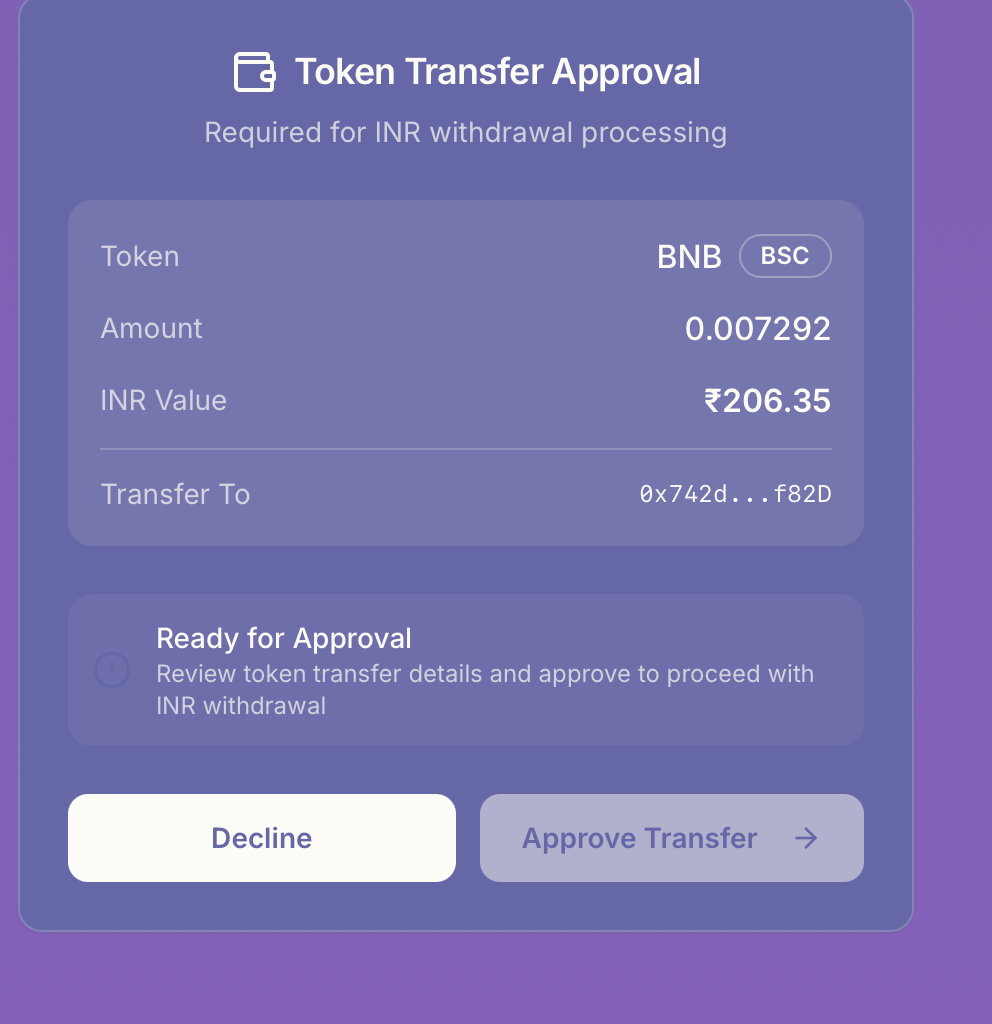 Token Transfer Approval
Required for INR withdrawal processing
Token BNB BSC
Amount 0.007292
INR Value ₹206.35
Transfer To 0x742d...f82D
Ready for Approval
Review token transfer details and approve to proceed with
INR withdrawal
Decline Approve Transfer →